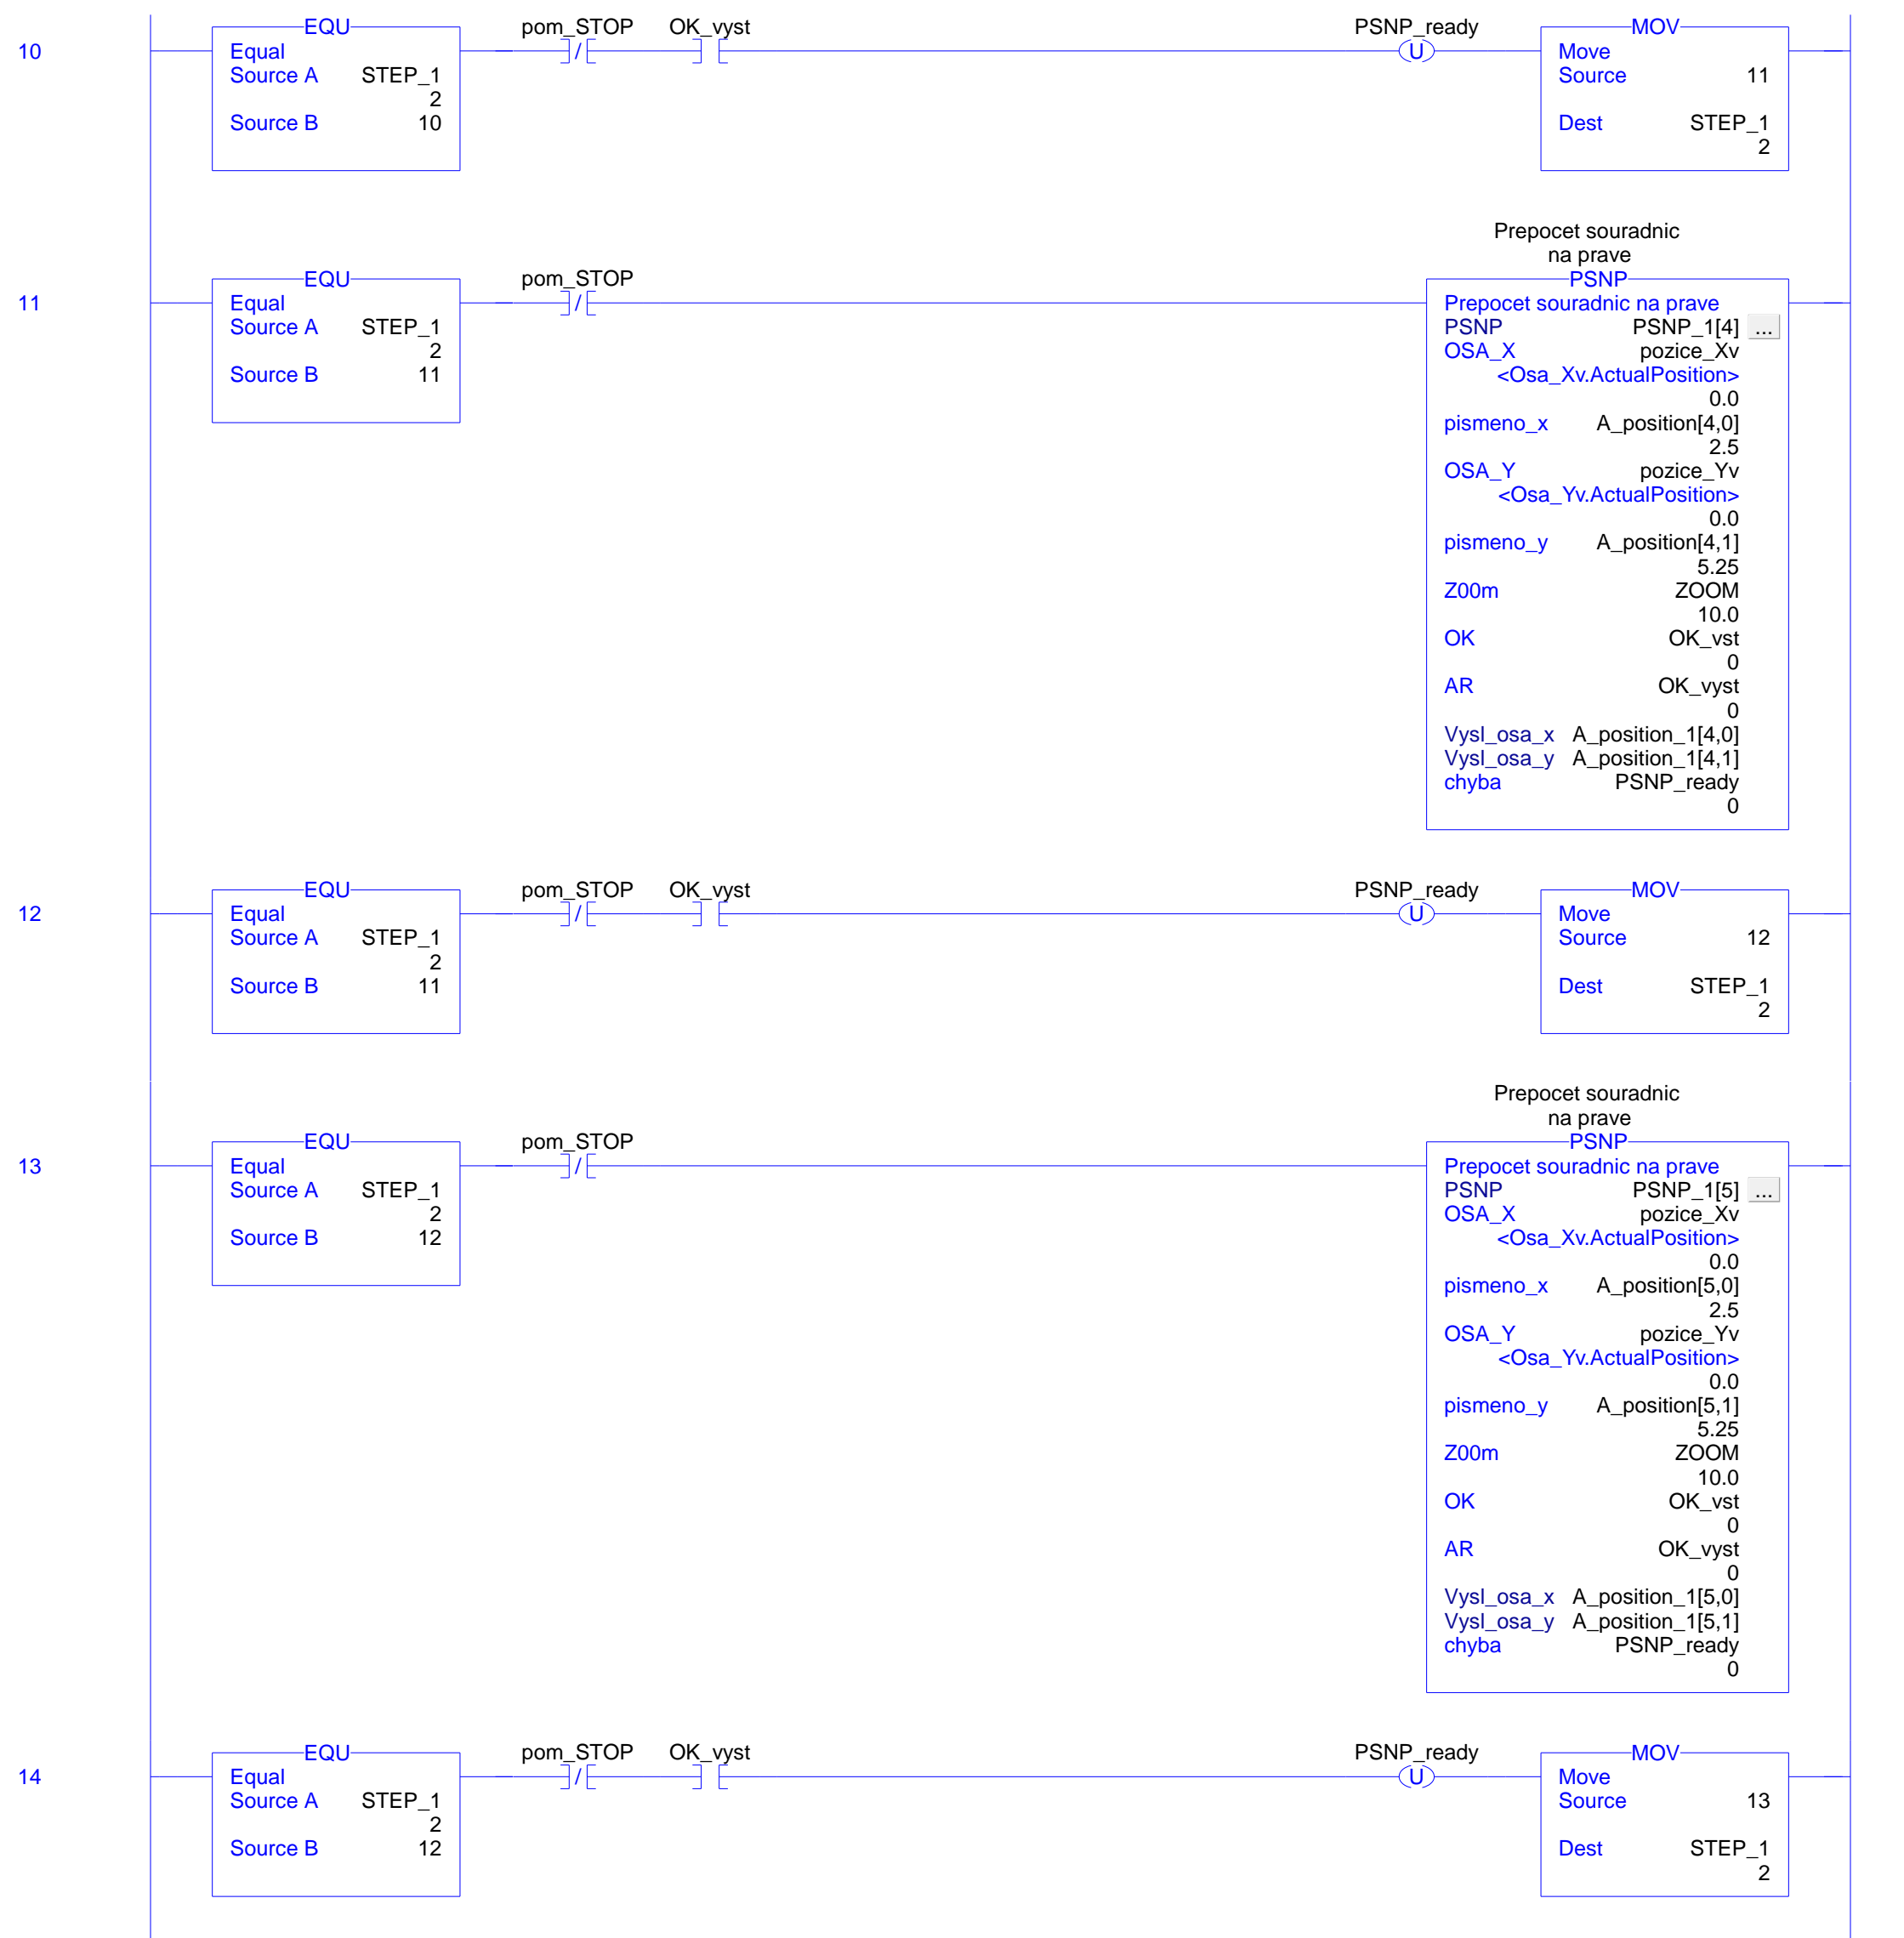 EQU pom_STOP OK_vyst PSNP_ready MOV
10 Equal / U Move
Source A STEP_1 Source 11
2
Source B 10 Dest STEP_1
2
Prepocet souradnic
na prave
EQU pom_STOP PSNP
11 Equal / Prepocet souradnic na prave
Source A STEP_1 PSNP PSNP_1[4] ...
2 OSA_X pozice_Xv
Source B 11 <Osa_Xv.ActualPosition>
0.0
pismeno_x A_position[4,0]
2.5
OSA_Y pozice_Yv
<Osa_Yv.ActualPosition>
0.0
pismeno_y A_position[4,1]
5.25
Z00m ZOOM
10.0
OK OK_vst
0
AR OK_vyst
0
Vysl_osa_x A_position_1[4,0]
Vysl_osa_y A_position_1[4,1]
chyba PSNP_ready
0
EQU pom_STOP OK_vyst PSNP_ready MOV
12 Equal / U Move
Source A STEP_1 Source 12
2
Source B 11 Dest STEP_1
2
Prepocet souradnic
na prave
EQU pom_STOP PSNP
13 Equal / Prepocet souradnic na prave
Source A STEP_1 PSNP PSNP_1[5] ...
2 OSA_X pozice_Xv
Source B 12 <Osa_Xv.ActualPosition>
0.0
pismeno_x A_position[5,0]
2.5
OSA_Y pozice_Yv
<Osa_Yv.ActualPosition>
0.0
pismeno_y A_position[5,1]
5.25
Z00m ZOOM
10.0
OK OK_vst
0
AR OK_vyst
0
Vysl_osa_x A_position_1[5,0]
Vysl_osa_y A_position_1[5,1]
chyba PSNP_ready
0
EQU pom_STOP OK_vyst PSNP_ready MOV
14 Equal / U Move
Source A STEP_1 Source 13
2
Source B 12 Dest STEP_1
2